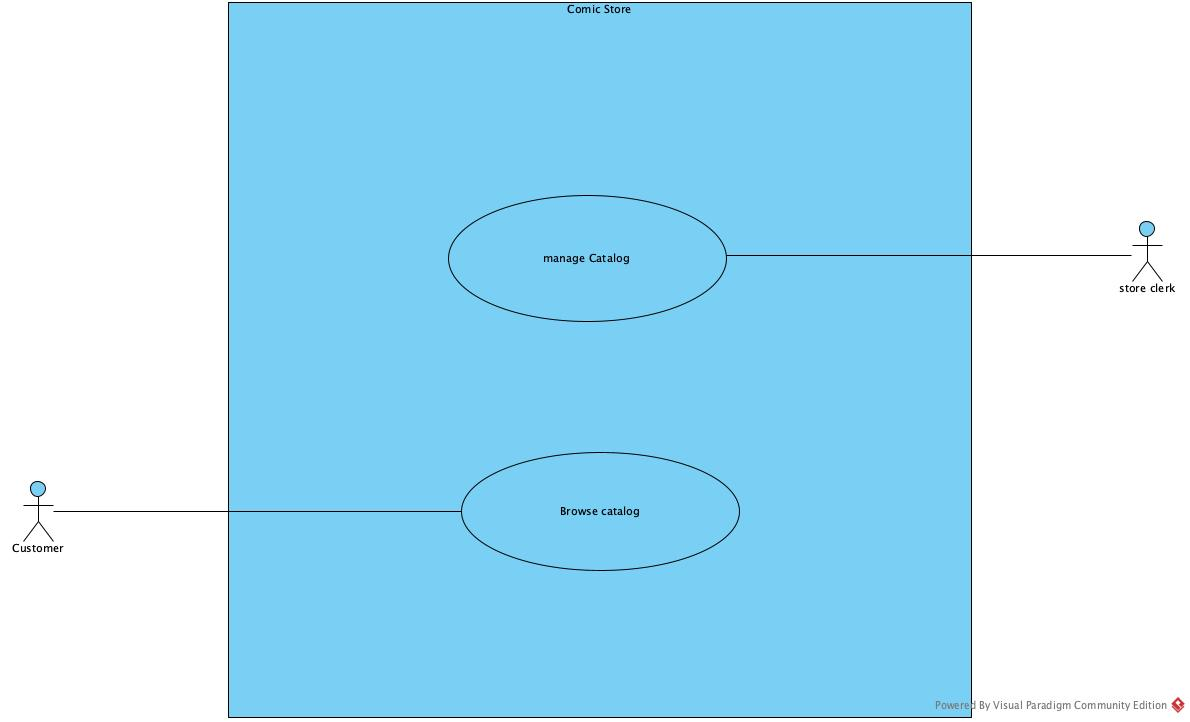 Comic Store
manage Catalog
store clerk
Browse catalog
Customer
Powered By Visual Paradigm Community Edition